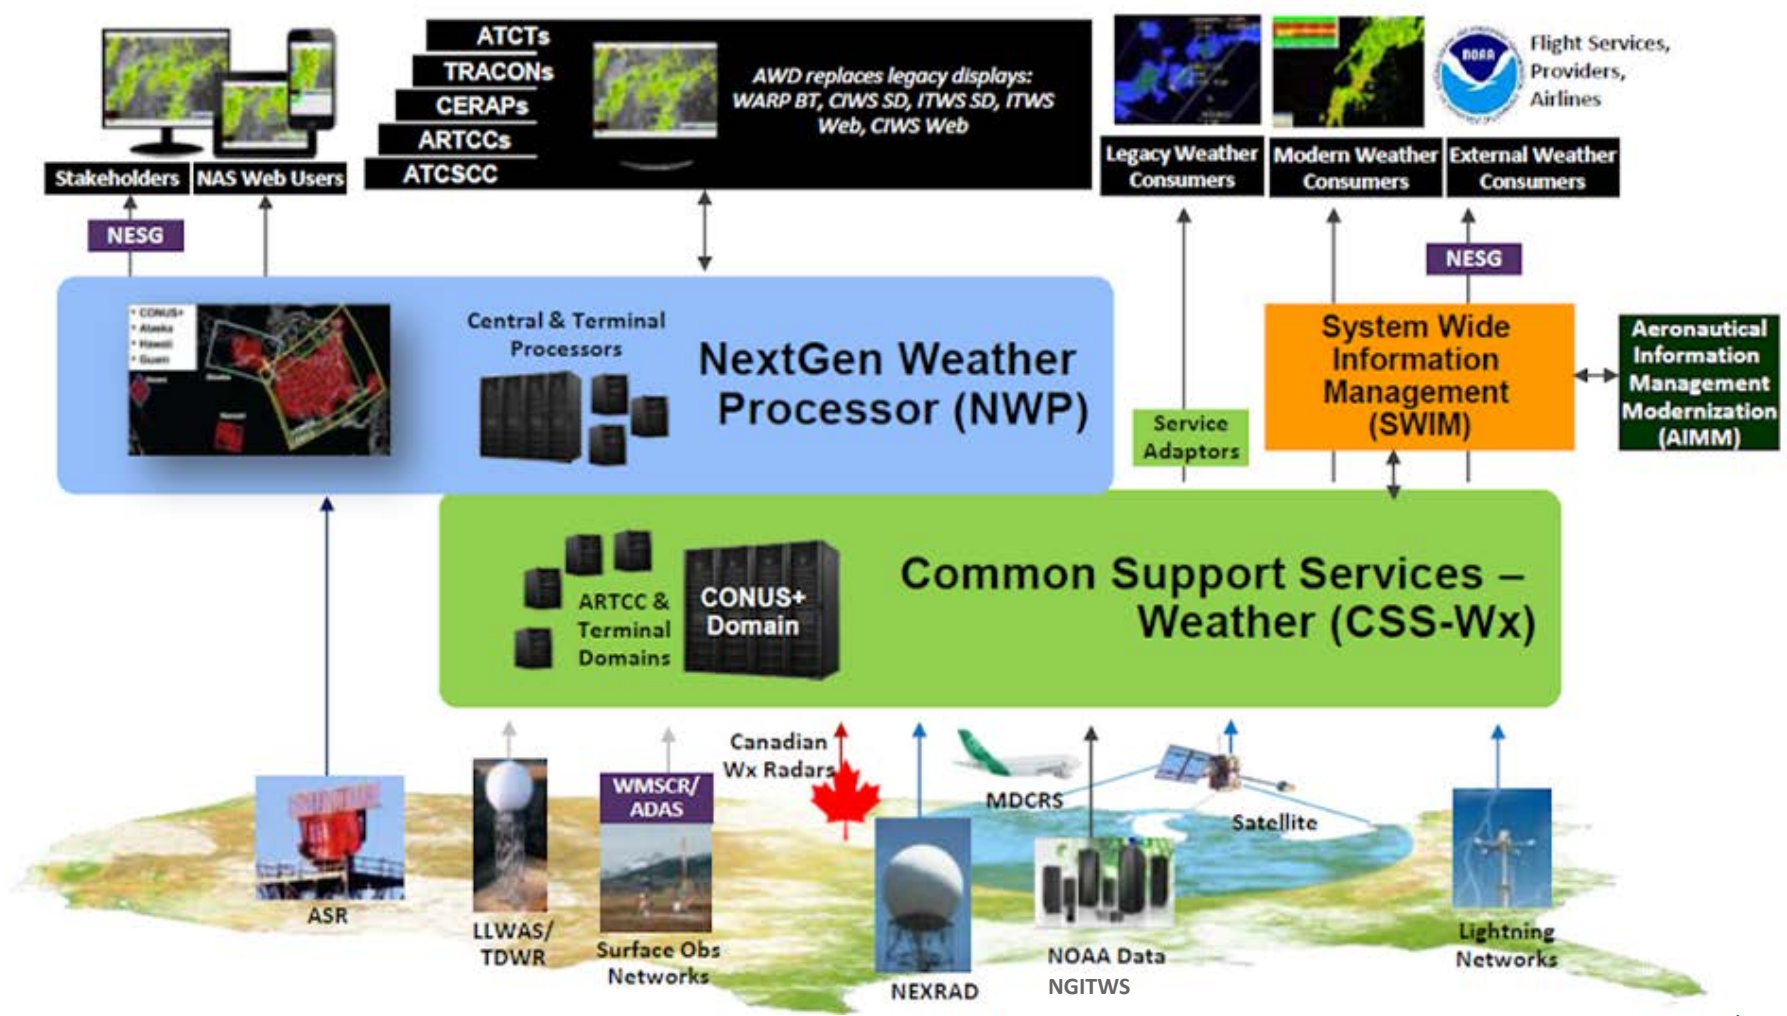 ATCTs
TRACONs
CERAPs
ARTCCs
ATCSCC
AWD replaces legacy displays:
WARP BT, CIWS SD, ITWS SD, ITWS
Web, CIWS Web
NOAA
Flight Services,
Providers,
Airlines
Stakeholders
NAS Web Users
Legacy Weather
Consumers
Modern Weather
Consumers
External Weather
Consumers
NESG
NESG
• CONUS+
• Alaska
• Hawaii
• Guam
Central & Terminal
Processors
NextGen Weather
Processor (NWP)
Service
Adaptors
System Wide
Information
Management
(SWIM)
Aeronautical
Information
Management
Modernization
(AIMM)
ARTCC &
Terminal
Domains
CONUS+
Domain
Common Support Services –
Weather (CSS-Wx)
Canadian
Wx Radars
WMSCR/
ADAS
MDCRS
Satellite
ASR
LLWAS/
TDWR
Surface Obs
Networks
NEXRAD
NOAA Data
NGITWS
Lightning
Networks